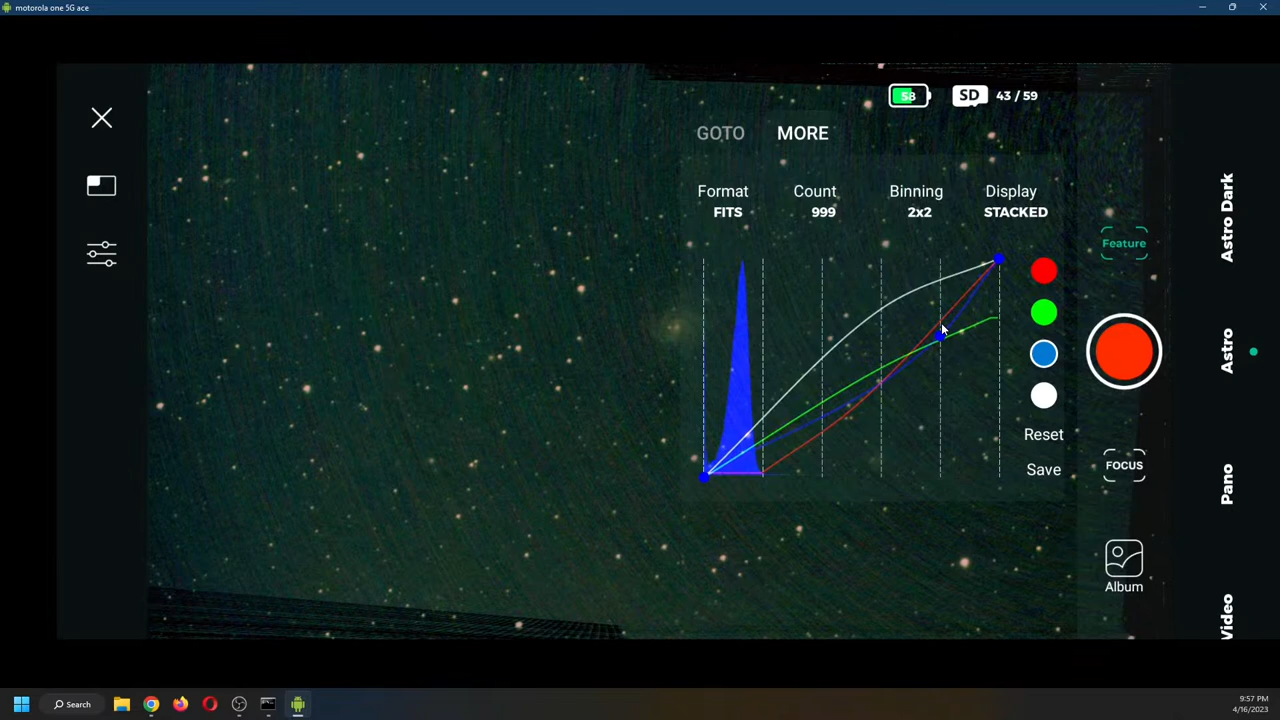 motorola one 5G ace
58
SD
43 / 59
GOTO
MORE
Format
Count
Binning
Display
FITS
999
2x2
STACKED
Reset
Save
Feature
FOCUS
Album
Astro Dark
Astro
Pano
Video
Search
9:57 PM
4/16/2023